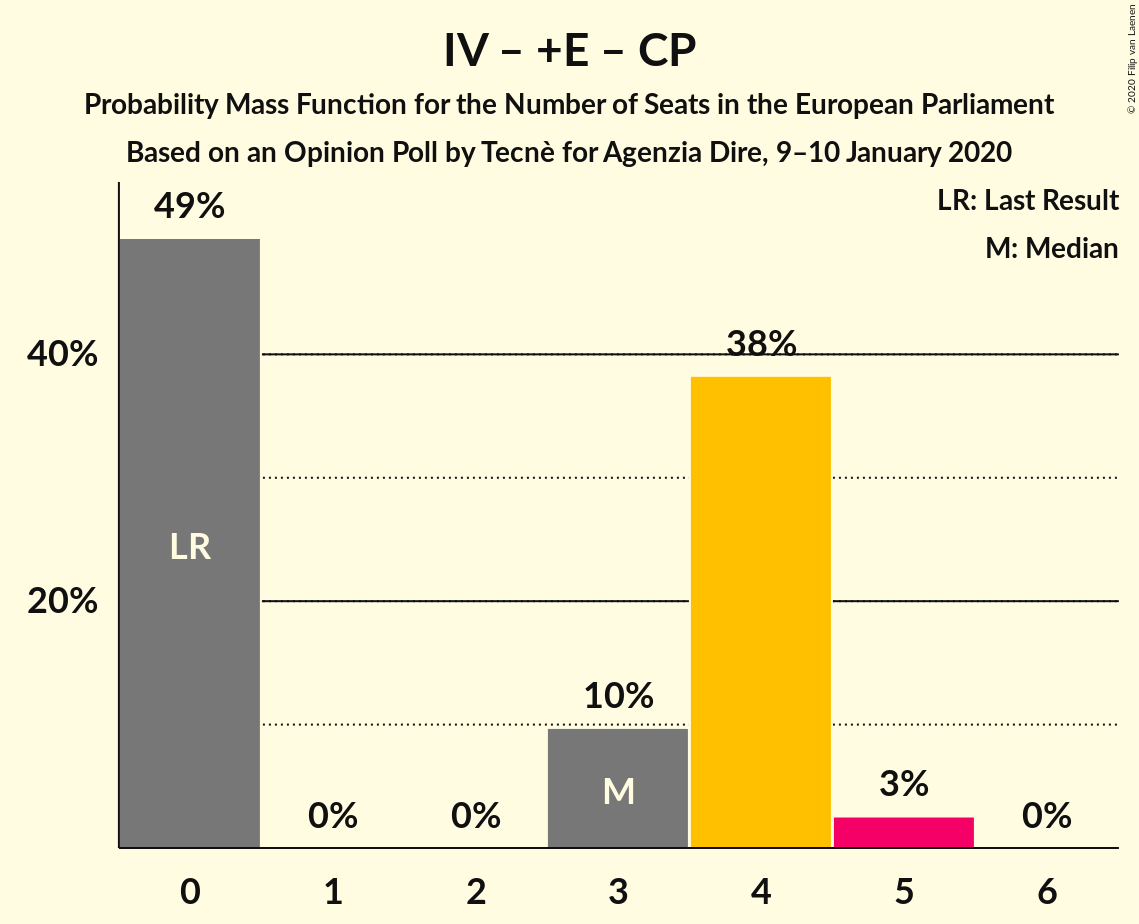 IV – +E – CP
Probability Mass Function for the Number of Seats in the European Parliament
Based on an Opinion Poll by Tecnè for Agenzia Dire, 9–10 January 2020
© 2020 Filip van Laenen
LR: Last Result
M: Median
49%
40%
38%
LR
20%
10%
M
3%
0%
0%
0%
0 1 2 3 4 5 6